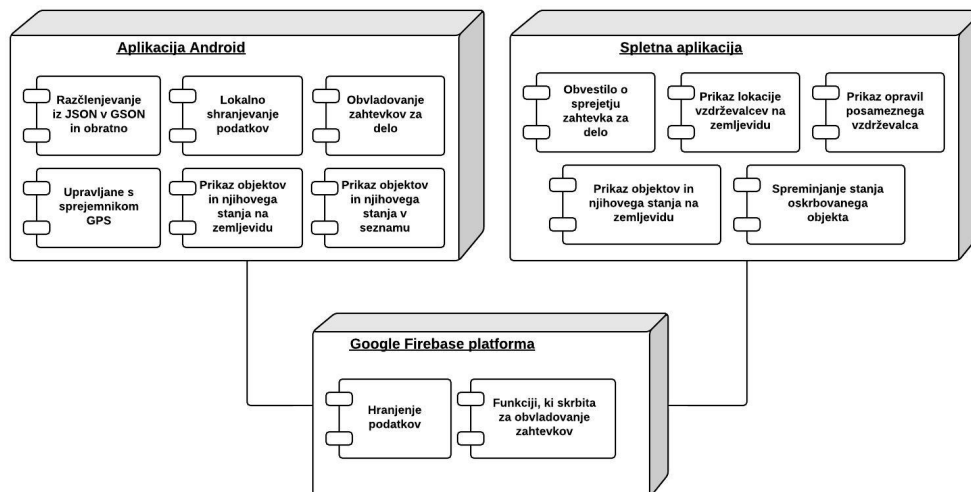 Aplikacija Android
Razčlenjevanje
iz JSON v GSON
in obratno
Lokalno
shranjevanje
podatkov
Obvladovanje
zahtevkov za
delo
Upravljane s
sprejemnikom
GPS
Prikaz objektov
in njihovega
stanja na
zemljevidu
Prikaz objektov
in njihovega
stanja v
seznamu
Spletna aplikacija
Obvestilo o
sprejetju
zahtevka za
delo
Prikaz lokacije
vzdrževalcev na
zemljevidu
Prikaz opravil
posameznega
vzdrževalca
Prikaz objektov in
njihovega stanja na
zemljevidu
Spreminjanje stanja
oskrbovanega
objekta
Google Firebase platforma
Hranjenje
podatkov
Funkciji, ki skrbita
za obvladovanje
zahtevkov